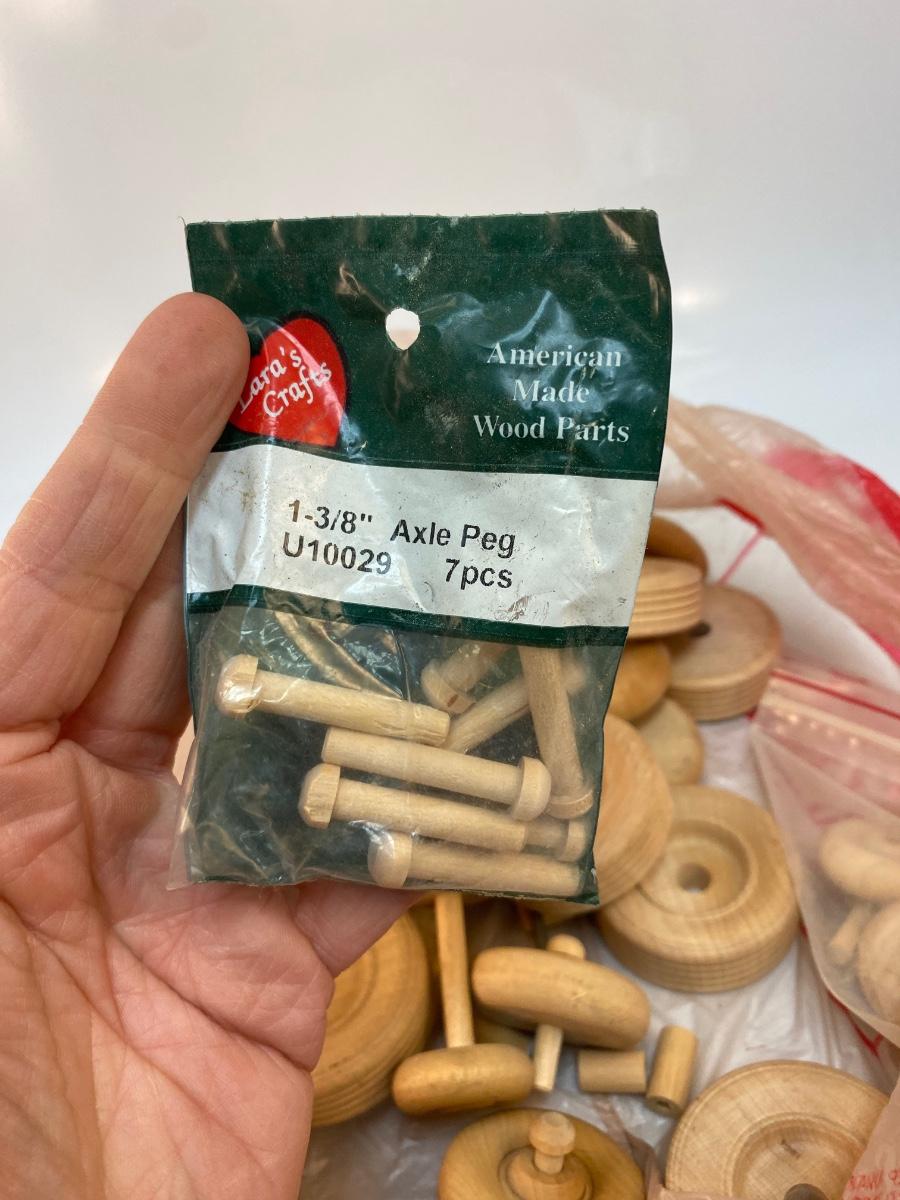 Lara's
Crafts
American
Made
Wood Parts
1-3/8" Axle Peg
U10029 7pcs